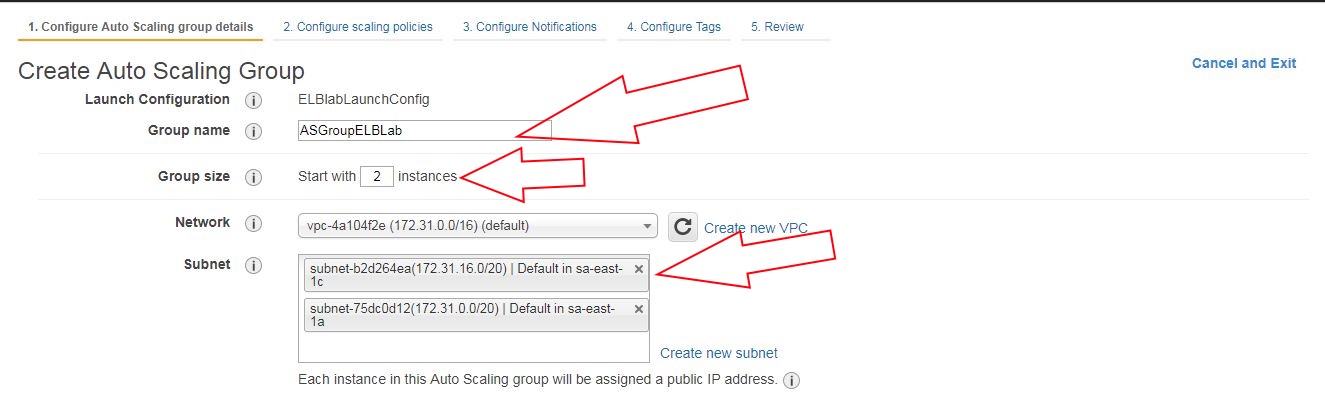 1. Configure Auto Scaling group details 2. Configure scaling policies 3. Configure Notifications 4. Configure Tags 5. Review
Create Auto Scaling Group
Cancel and Exit
Launch Configuration i ELBlabLaunchConfig
Group name i ASGroupELBLab
Group size i Start with 2 instances
Network i vpc-4a104f2e (172.31.0.0/16) (default) Create new VPC
Subnet i subnet-b2d264ea(172.31.16.0/20) | Default in sa-east-
1c
subnet-75dc0d12(172.31.0.0/20) | Default in sa-east-
1a
Create new subnet
Each instance in this Auto Scaling group will be assigned a public IP address. i